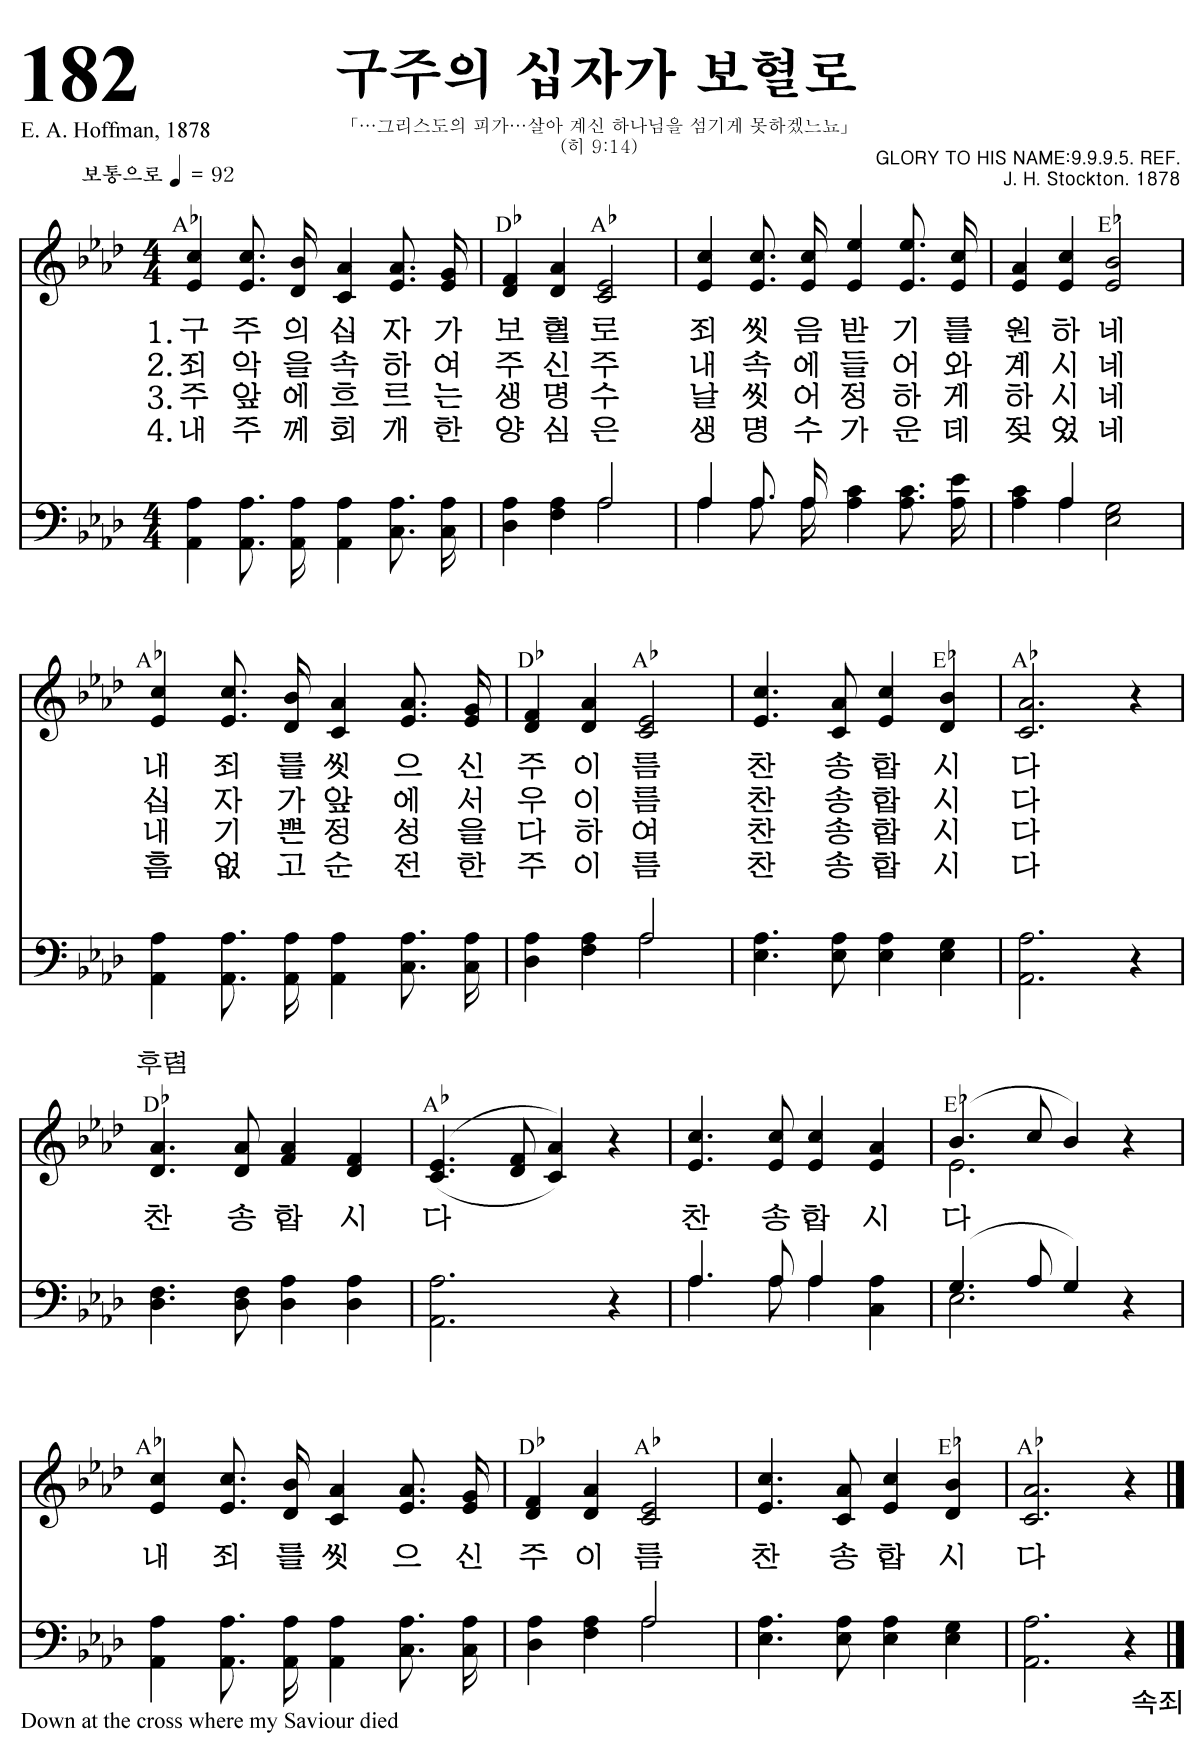 182
구주의 십자가 보혈로
「…그리스도의 피가…살아 계신 하나님을 섬기게 못하겠느뇨」
(히 9:14)
E. A. Hoffman, 1878
GLORY TO HIS NAME:9.9.9.5. REF.
보통으로 ♩ = 92
J. H. Stockton. 1878
A♭ D♭ A♭ E♭
4 4
1.구 주 의 십 자 가 보 혈 로 죄 씻 음 받 기 를 원 하 네
2.죄 악 을 속 하 여 주 신 주 내 속 에 들 어 와 계 시 네
3.주 앞 에 흐 르 는 생 명 수 날 씻 어 정 하 게 하 시 네
4.내 주 께 회 개 한 양 심 은 생 명 수 가 운 데 젖 었 네
4 4
A♭ D♭ A♭ E♭ A♭
내 죄 를 씻 으 신 주 이 름 찬 송 합 시 다
십 자 가 앞 에 서 우 이 름 찬 송 합 시 다
내 기 쁜 정 성 을 다 하 여 찬 송 합 시 다
흠 없 고 순 전 한 주 이 름 찬 송 합 시 다
후렴
D♭ A♭ E♭
찬 송 합 시 다 찬 송 합 시 다
A♭ D♭ A♭ E♭ A♭
내 죄 를 씻 으 신 주 이 름 찬 송 합 시 다
속죄
Down at the cross where my Saviour died